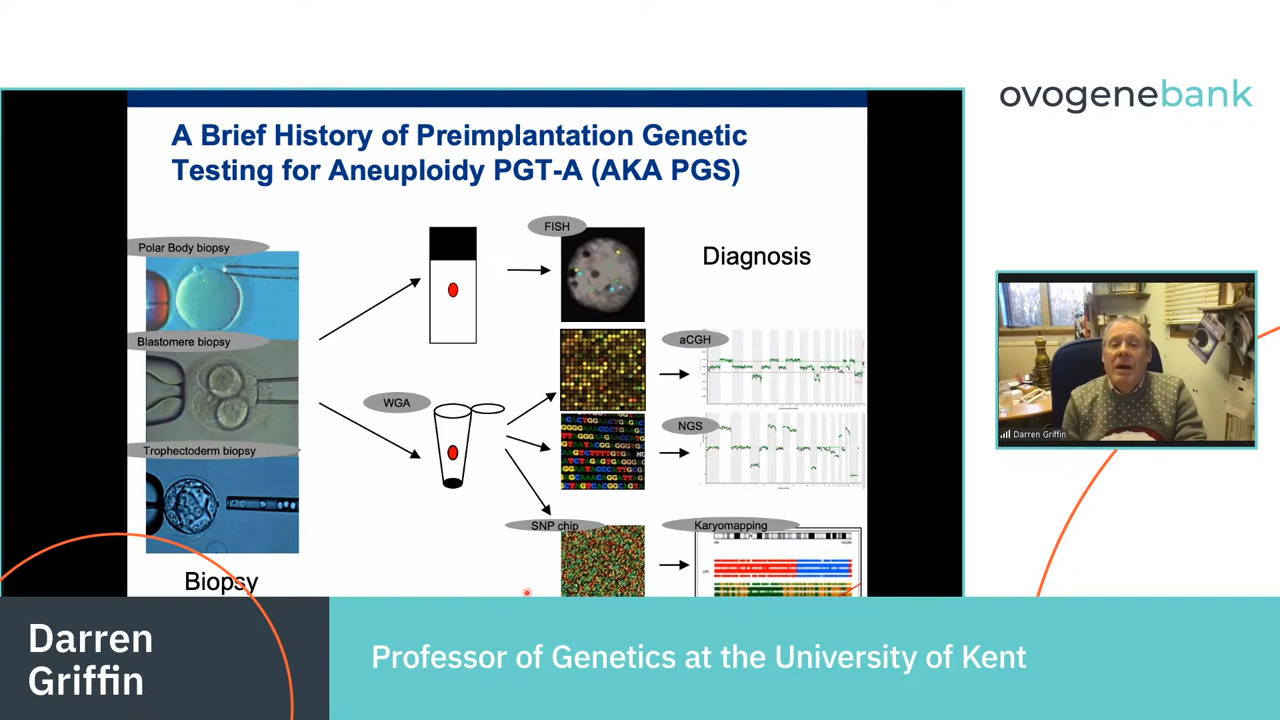 ovogenebank
A Brief History of Preimplantation Genetic
Testing for Aneuploidy PGT-A (AKA PGS)
Polar Body biopsy
Blastomere biopsy
Trophectoderm biopsy
Biopsy
WGA
FISH
Diagnosis
aCGH
NGS
SNP chip
Karyomapping
Darren Griffin
Darren
Griffin
Professor of Genetics at the University of Kent